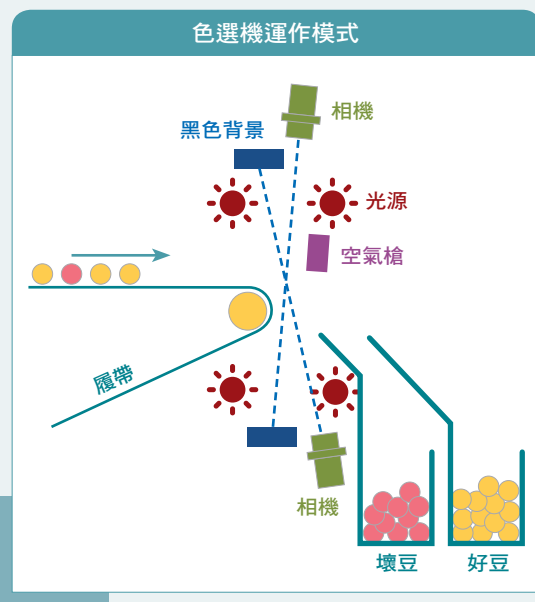 色選機運作模式
相機
黑色背景
光源
空氣槍
履帶
相機
壞豆
好豆